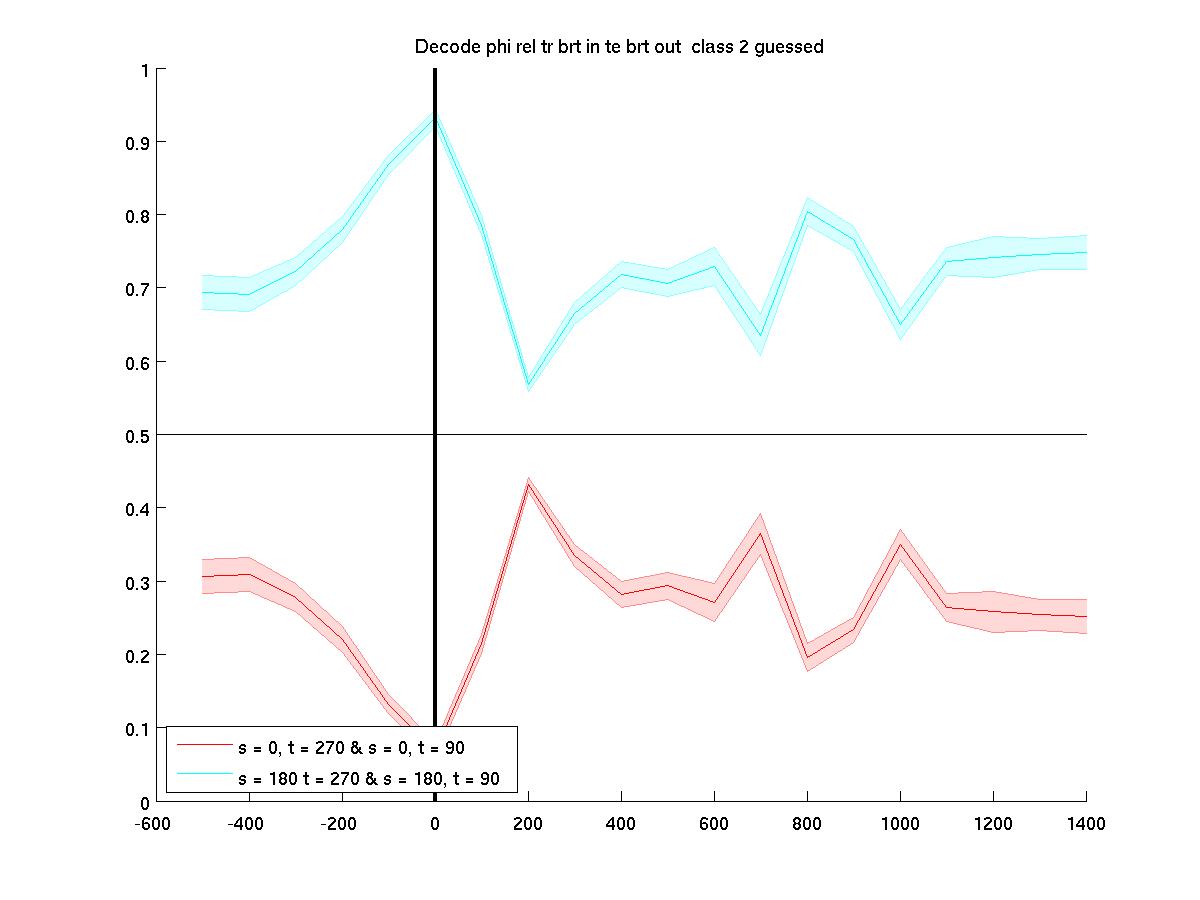 Decode phi rel tr brt in te brt out  class 2 guessed
1
0.9
0.8
0.7
0.6
0.5
0.4
0.3
0.2
0.1
0
s = 0, t = 270 & s = 0, t = 90
s = 180 t = 270 & s = 180, t = 90
-600 -400 -200 0 200 400 600 800 1000 1200 1400